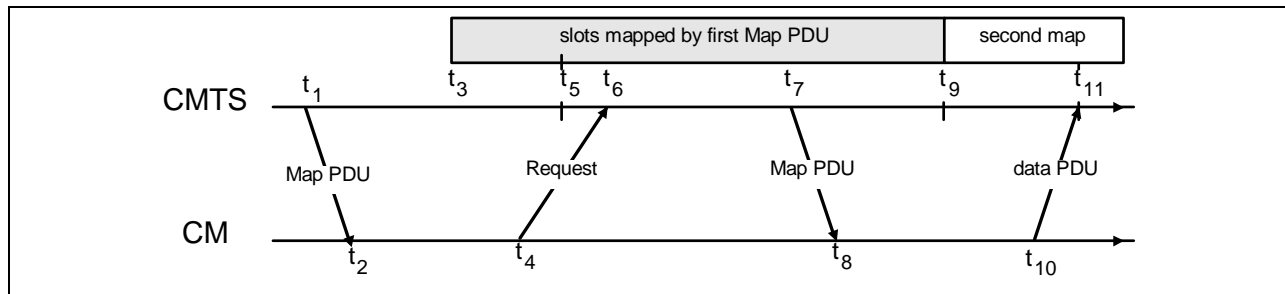 slots mapped by first Map PDU second map
t3 t5 t6 t7 t9 t11
t1
CMTS
Map PDU Request Map PDU data PDU
CM
t2 t4 t8 t10